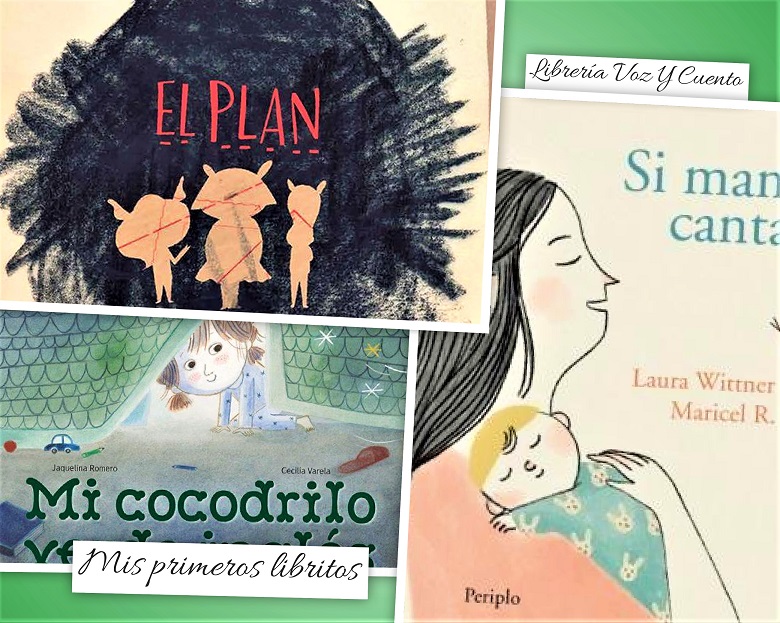 EL PLAN
Librería Voz Y Cuento
Si man
canta
Laura Wittner
Maricel R.
Jaquelina Romero
Cecilia Varela
Mi cocodrilo
Mis primeros libritos
Periplo